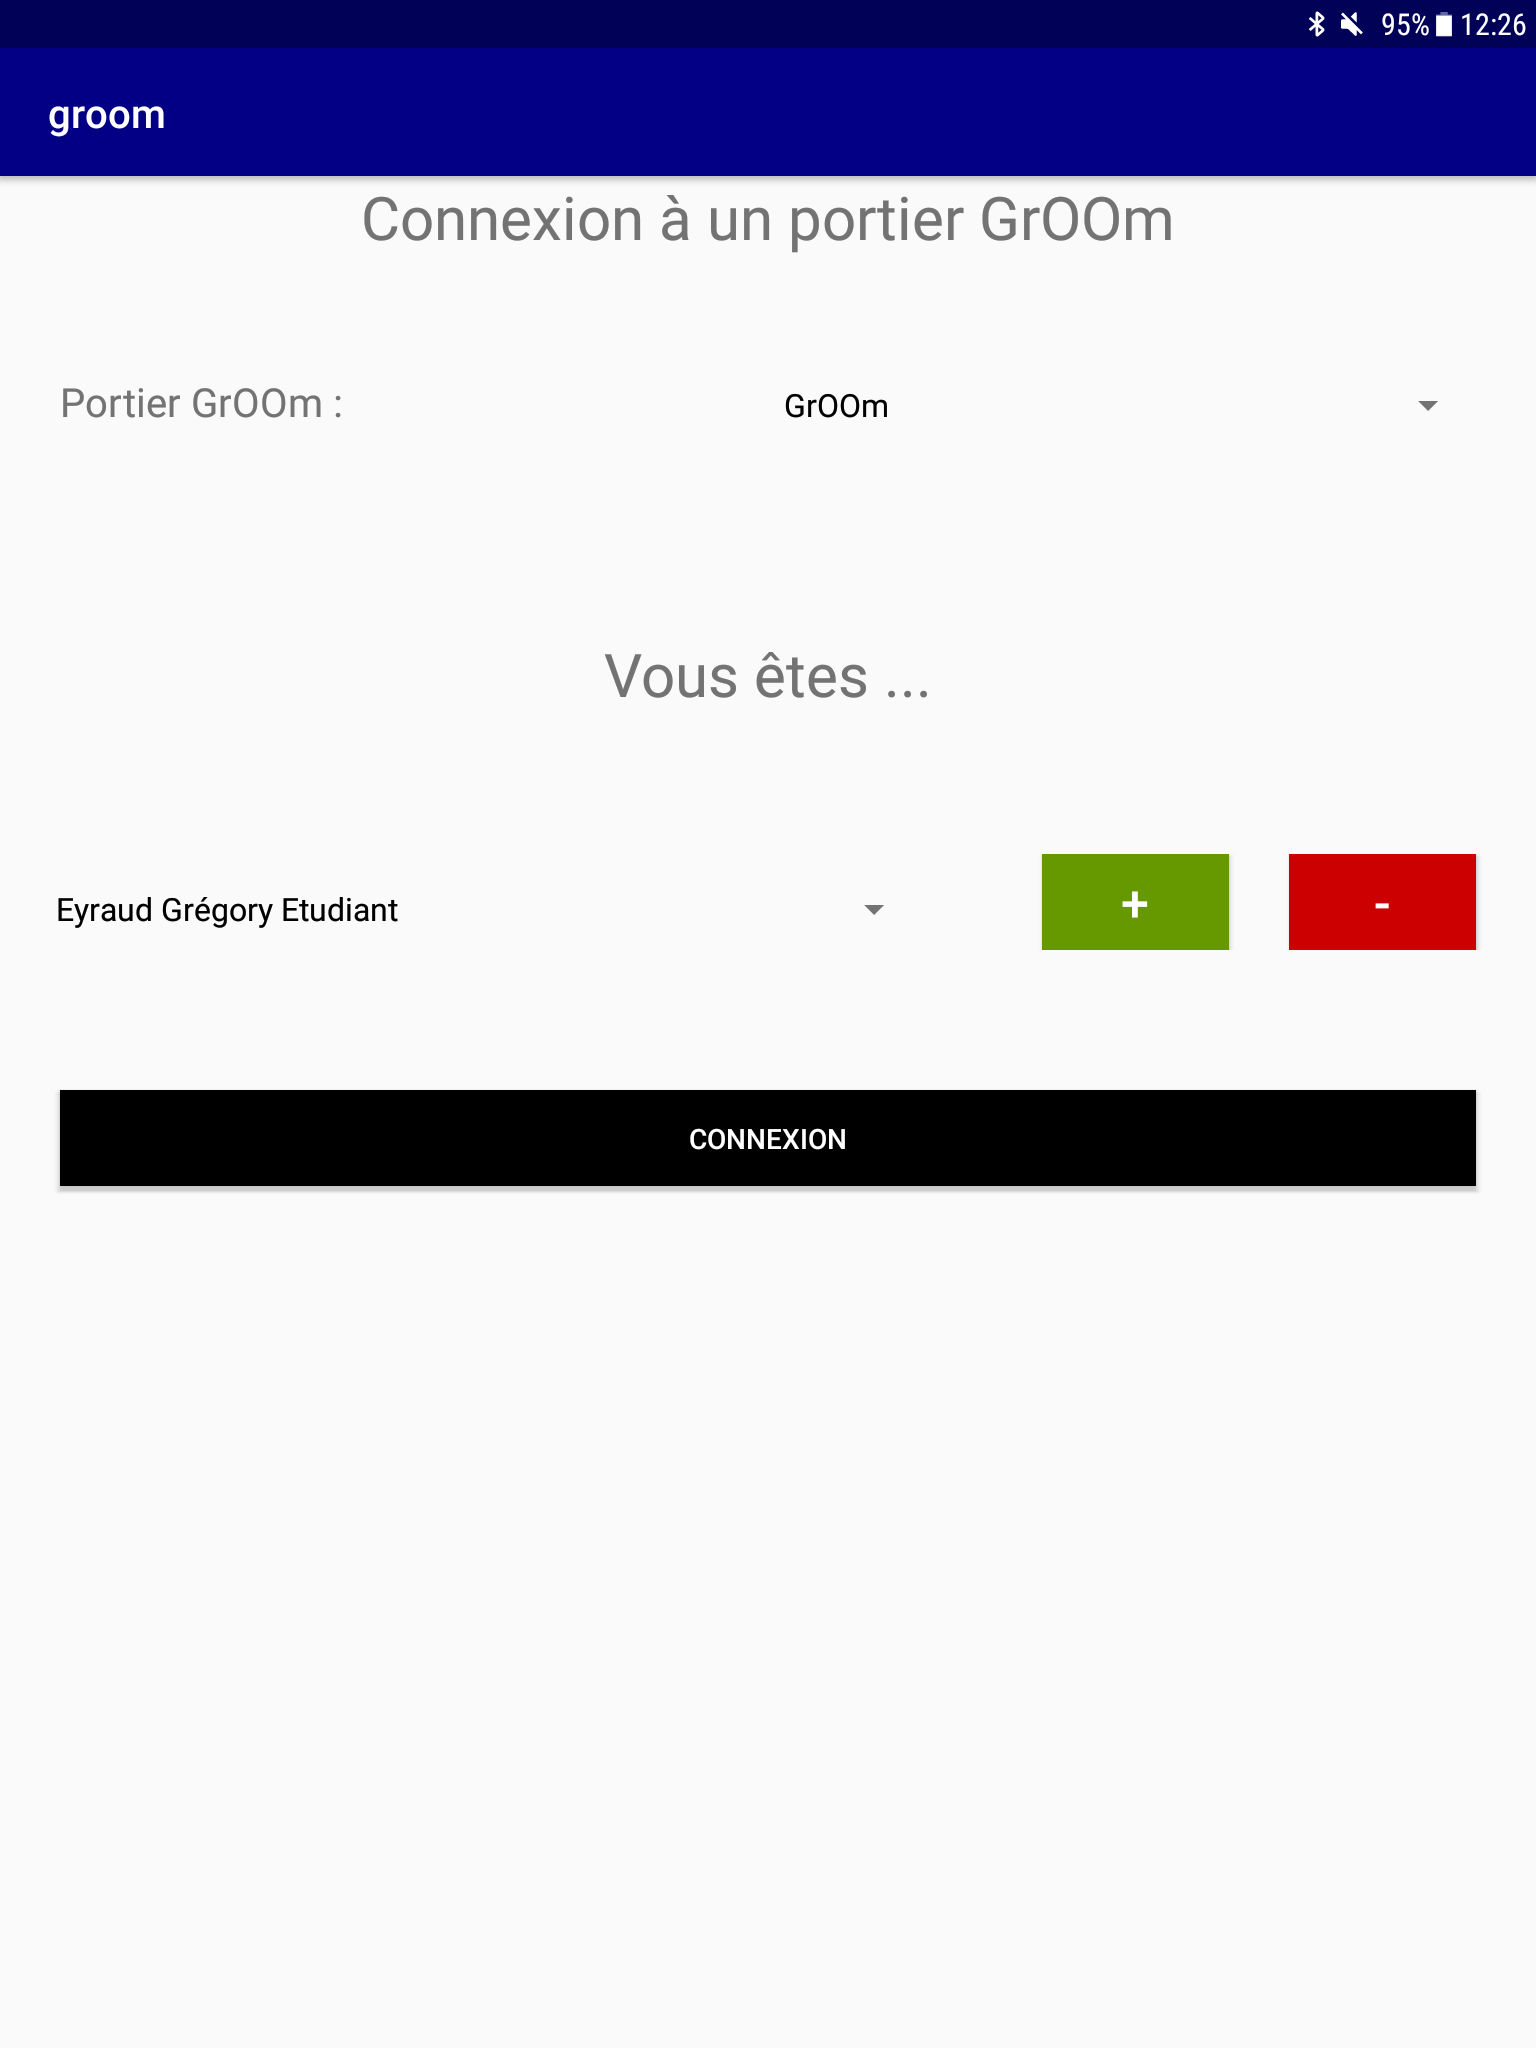 95% 12:26
groom
Connexion à un portier GrOOm
Portier GrOOm : GrOOm
Vous êtes ...
Eyraud Grégory Etudiant + -
CONNEXION